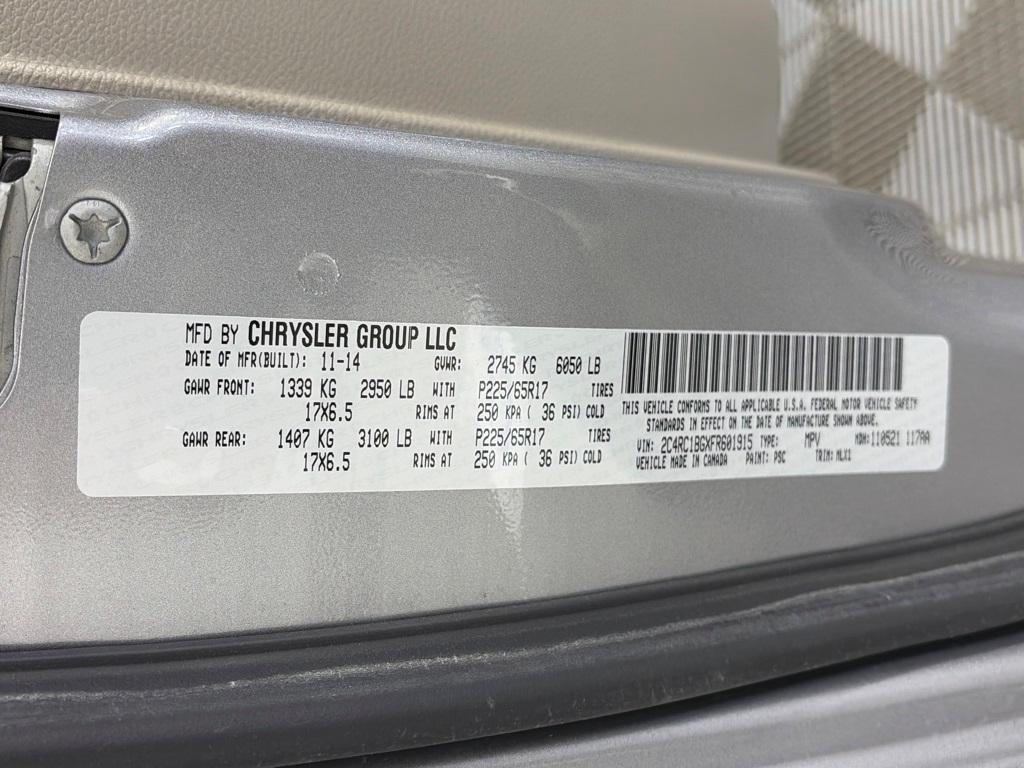 MFD BY CHRYSLER GROUP LLC
DATE OF MFR(BUILT): 11-14 GVWR: 2745 KG 6050 LB
GAWR FRONT: 1339 KG 2950 LB WITH P225/65R17 TIRES
17X6.5 RIMS AT 250 KPA ( 36 PSI) COLD
GAWR REAR: 1407 KG 3100 LB WITH P225/65R17 TIRES
17X6.5 RIMS AT 250 KPA ( 36 PSI) COLD
THIS VEHICLE CONFORMS TO ALL APPLICABLE U.S.A. FEDERAL MOTOR VEHICLE SAFETY
STANDARDS IN EFFECT ON THE DATE OF MANUFACTURE SHOWN ABOVE.
VIN: 2C4RC1BGXFR601915 TYPE: MPV MDH: 110521 117AA
VEHICLE MADE IN CANADA PAINT: PSC TRIM: MLX1